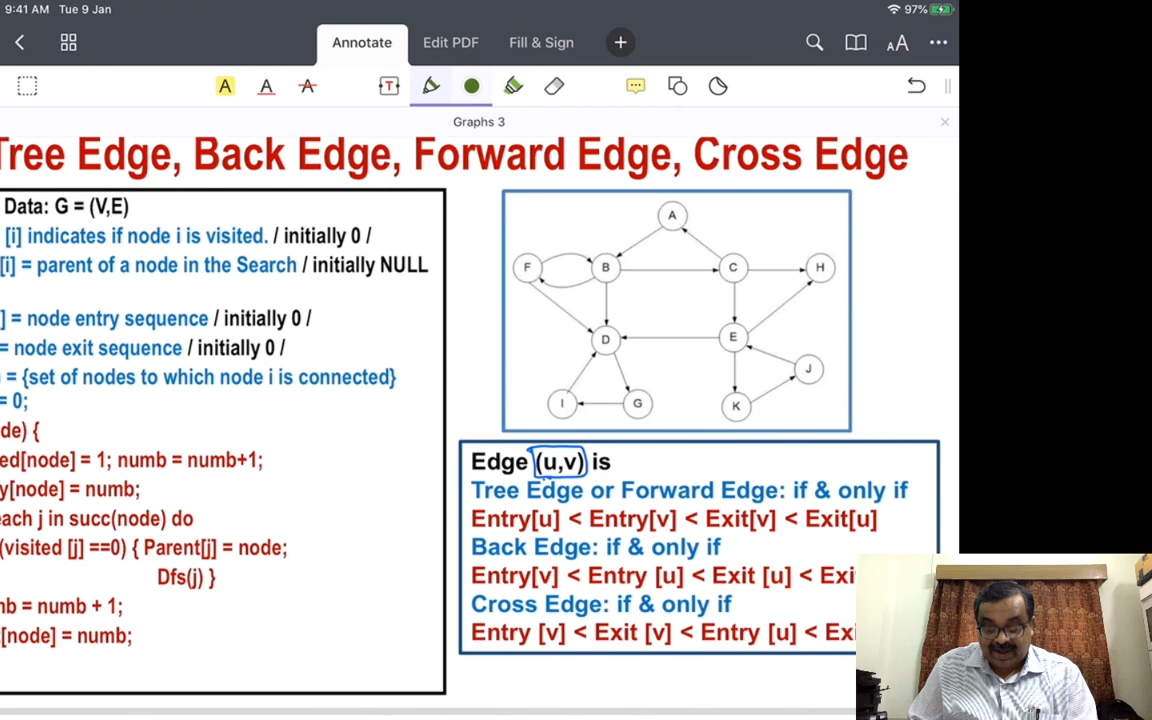 9:41 AM Tue 9 Jan
97%
Annotate
Edit PDF
Fill & Sign
Graphs 3
Tree Edge, Back Edge, Forward Edge, Cross Edge
Data: G = (V,E)
[i] indicates if node i is visited. / initially 0 /
[i] = parent of a node in the Search / initially NULL
] = node entry sequence / initially 0 /
= node exit sequence / initially 0 /
= {set of nodes to which node i is connected}
= 0;
de) {
ed[node] = 1; numb = numb+1;
y[node] = numb;
each j in succ(node) do
(visited [j] ==0) { Parent[j] = node;
Dfs(j) }
mb = numb + 1;
[node] = numb;
A
F
B
C
H
D
E
J
I
G
K
Edge (u,v) is
Tree Edge or Forward Edge: if & only if
Entry[u] < Entry[v] < Exit[v] < Exit[u]
Back Edge: if & only if
Entry[v] < Entry [u] < Exit [u] < Exi
Cross Edge: if & only if
Entry [v] < Exit [v] < Entry [u] < Exi